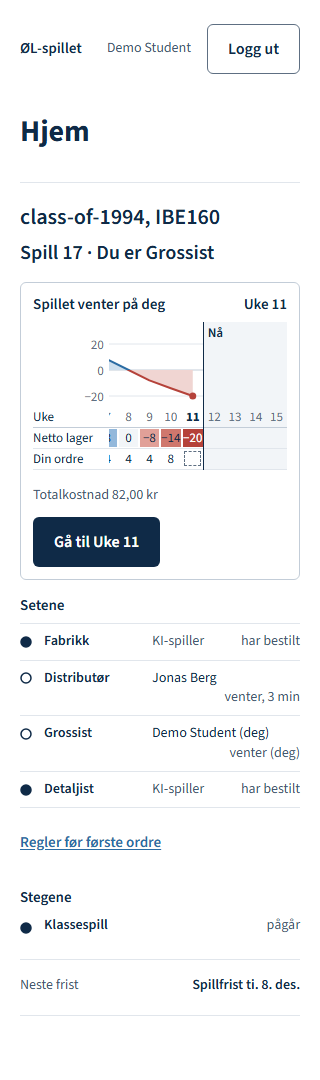 ØL-spillet Demo Student Logg ut
Hjem
class-of-1994, IBE160
Spill 17 · Du er Grossist
Spillet venter på deg Uke 11
Nå
20
0
−20
Uke 8 9 10 11 12 13 14 15
Netto lager 0 −8 −14 −20
Din ordre 4 4 8
Totalkostnad 82,00 kr
Gå til Uke 11
Setene
Fabrikk KI-spiller har bestilt
Distributør Jonas Berg
venter, 3 min
Grossist Demo Student (deg)
venter (deg)
Detaljist KI-spiller har bestilt
Regler før første ordre
Stegene
Klassespill pågår
Neste frist Spillfrist ti. 8. des.